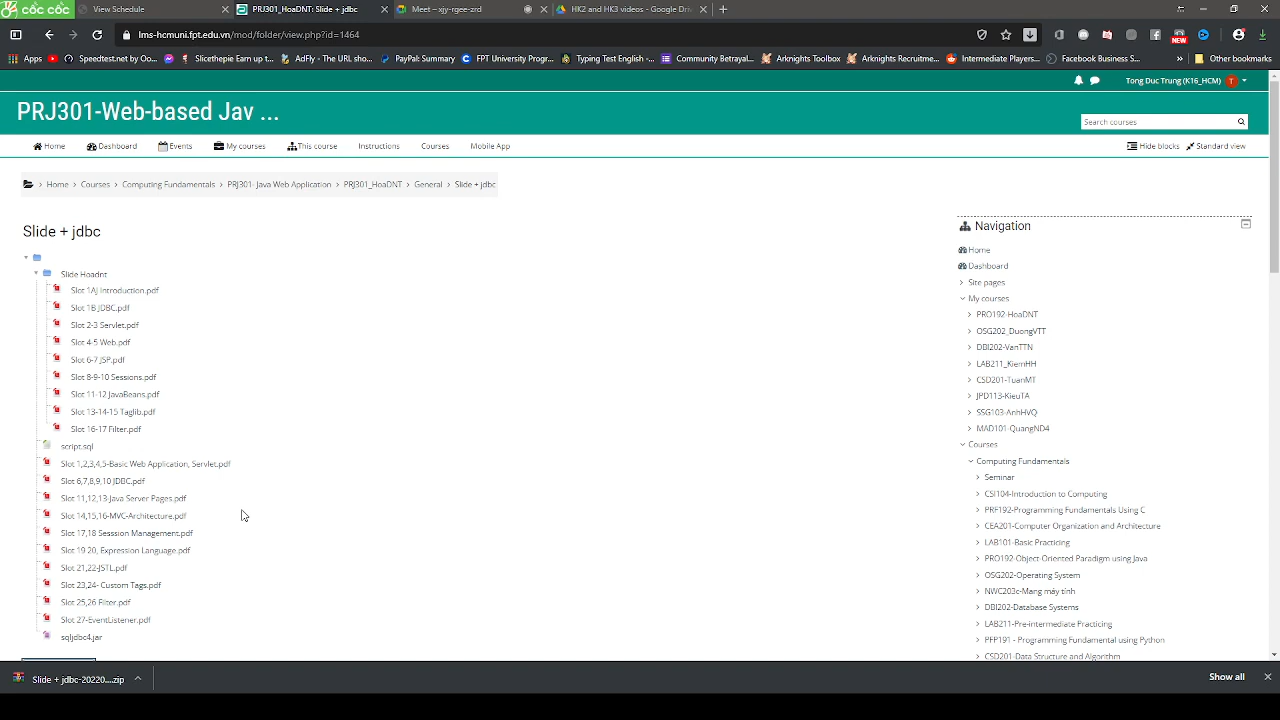 cốc cốc
View Schedule
PRJ301_HoaDNT: Slide + jdbc
Meet – xjy-rgee-zrd
HK2 and HK3 videos - Google Dri
lms-hcmuni.fpt.edu.vn/mod/folder/view.php?id=1464
NEW
Apps
Speedtest.net by Oo...
Slicethepie Earn up t...
AdFly - The URL sho...
PayPal: Summary
FPT University Progr...
Typing Test English -...
Community Betrayal...
Arknights Toolbox
Arknights Recruitme...
Intermediate Players...
Facebook Business S...
»
Other bookmarks
Tong Duc Trung (K16_HCM)
T
PRJ301-Web-based Jav ...
Search courses
Home
Dashboard
Events
My courses
This course
Instructions
Courses
Mobile App
Hide blocks
Standard view
Home › Courses › Computing Fundamentals › PRJ301- Java Web Application › PRJ301_HoaDNT › General › Slide + jdbc
Slide + jdbc
Slide Hoadnt
Slot 1A) Introduction.pdf
Slot 1B JDBC.pdf
Slot 2-3 Servlet.pdf
Slot 4-5 Web.pdf
Slot 6-7 JSP.pdf
Slot 8-9-10 Sessions.pdf
Slot 11-12 JavaBeans.pdf
Slot 13-14-15 Taglib.pdf
Slot 16-17 Filter.pdf
script.sql
Slot 1,2,3,4,5-Basic Web Application, Servlet.pdf
Slot 6,7,8,9,10 JDBC.pdf
Slot 11,12,13-Java Server Pages.pdf
Slot 14,15,16-MVC-Architecture.pdf
Slot 17,18 Sesssion Management.pdf
Slot 19 20, Expression Language.pdf
Slot 21,22-JSTL.pdf
Slot 23,24- Custom Tags.pdf
Slot 25,26 Filter.pdf
Slot 27-EventListener.pdf
sqljdbc4.jar
Navigation
Home
Dashboard
Site pages
My courses
PRO192-HoaDNT
OSG202_DuongVTT
DBI202-VanTTN
LAB211_KiemHH
CSD201-TuanMT
JPD113-KieuTA
SSG103-AnhHVQ
MAD101-QuangND4
Courses
Computing Fundamentals
Seminar
CSI104-Introduction to Computing
PRF192-Programming Fundamentals Using C
CEA201-Computer Organization and Architecture
LAB101-Basic Practicing
PRO192-Object-Oriented Paradigm using Java
OSG202-Operating System
NWC203c-Mạng máy tính
DBI202-Database Systems
LAB211-Pre-intermediate Practicing
PFP191 - Programming Fundamental using Python
CSD201-Data Structure and Algorithm
Slide + jdbc-20220....zip
Show all